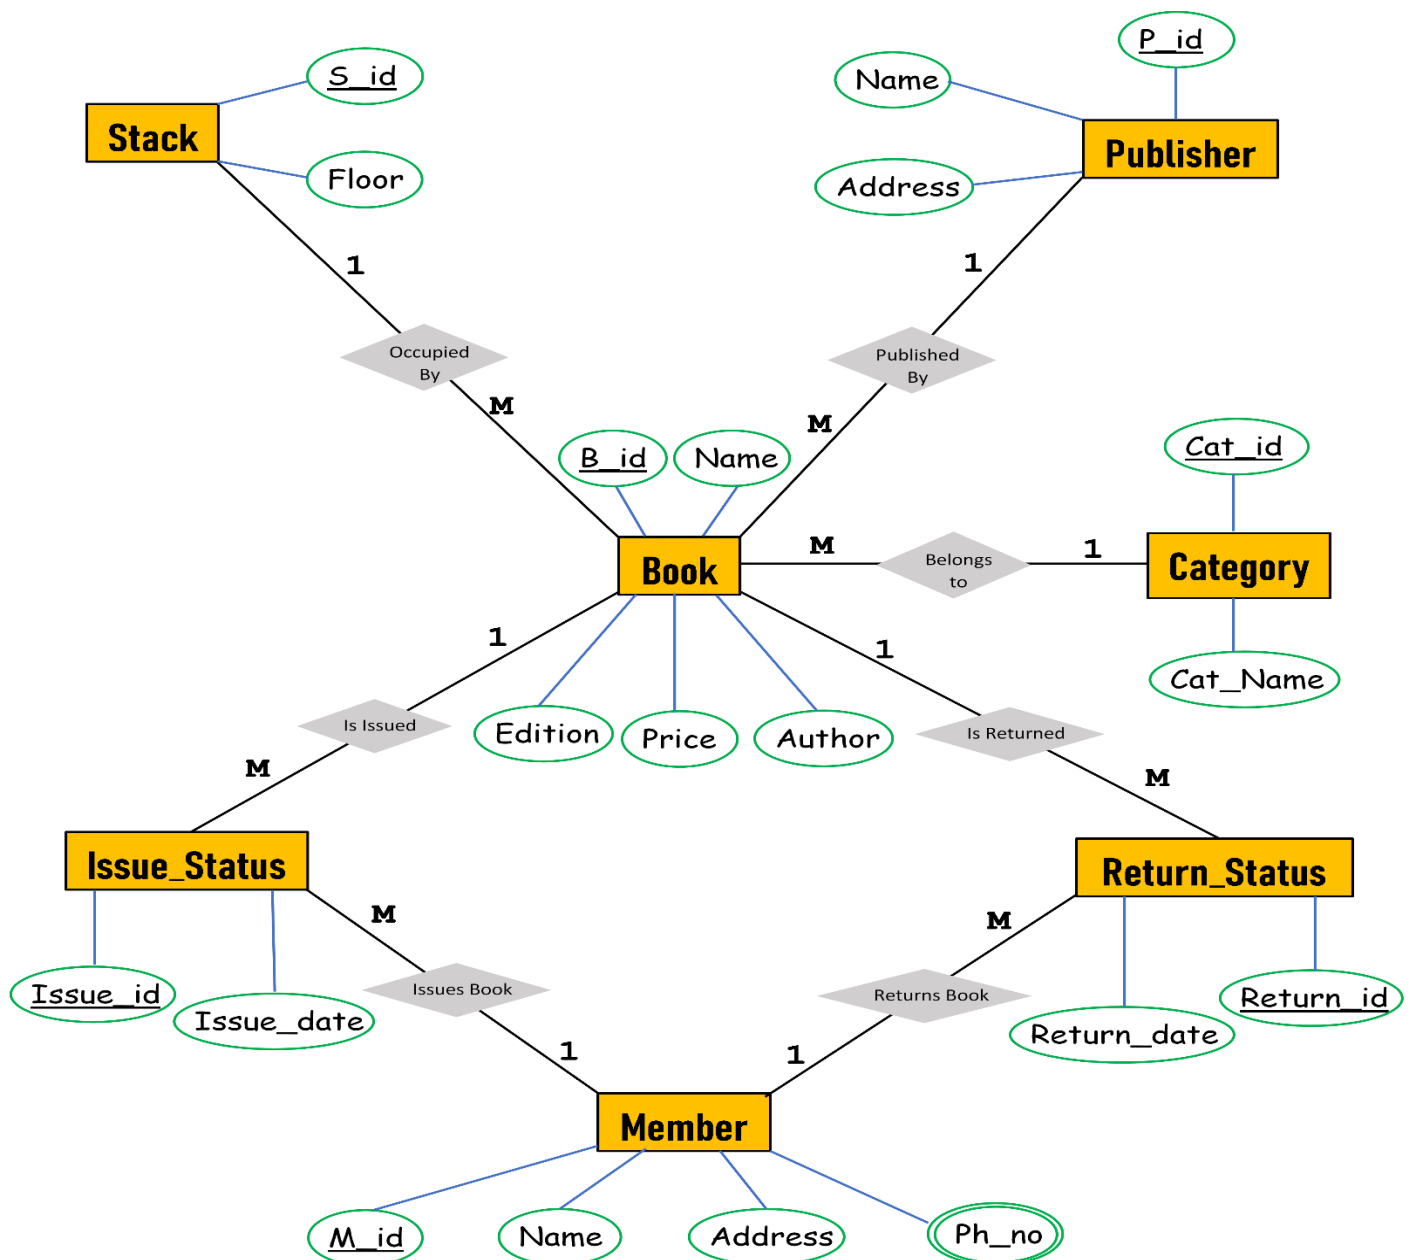 P_id
S_id
Name
Stack
Publisher
Floor
Address
1
1
Occupied
By
Published
By
M
M
B_id
Name
Cat_id
Book
M
Belongs
to
1
Category
1
1
Cat_Name
Is Issued
Edition
Price
Author
Is Returned
M
M
Issue_Status
Return_Status
M
M
Issue_id
Issues Book
Returns Book
Return_id
Issue_date
Return_date
1
1
Member
M_id
Name
Address
Ph_no